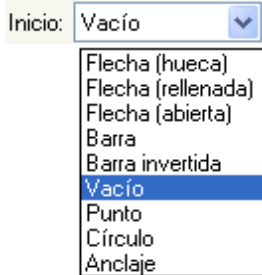 Inicio: Vacío
Flecha (hueca)
Flecha (rellenada)
Flecha (abierta)
Barra
Barra invertida
Vacío
Punto
Círculo
Anclaje